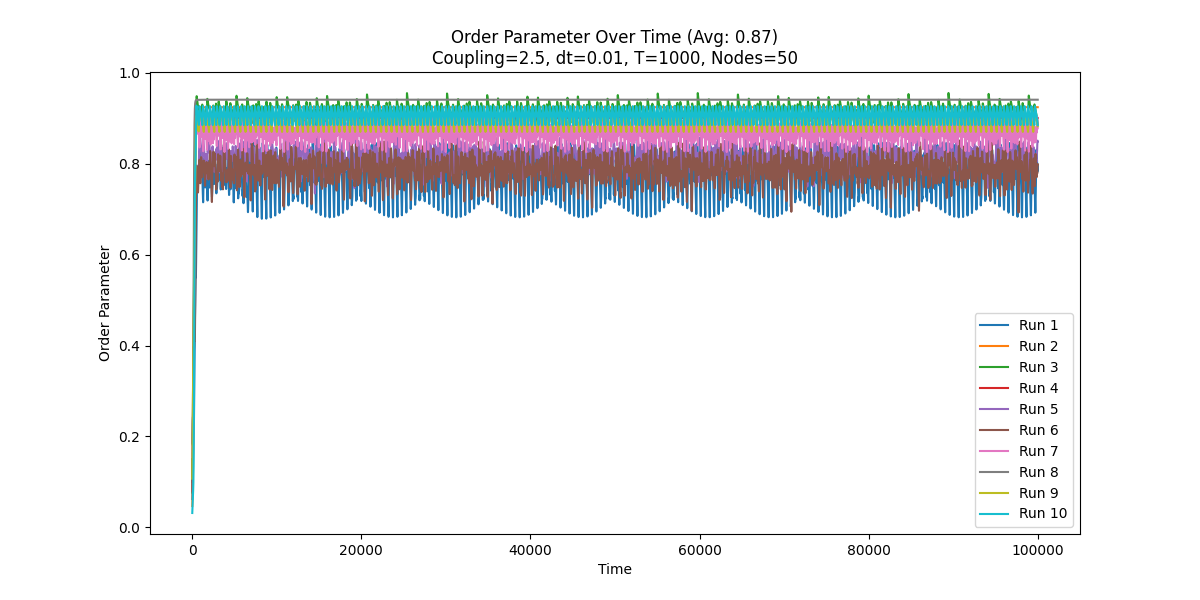 Order Parameter Over Time (Avg: 0.87)
Coupling=2.5, dt=0.01, T=1000, Nodes=50
1.0
0.8
0.6
0.4
0.2
0.0
Order Parameter
0
20000
40000
60000
80000
100000
Time
Run 1
Run 2
Run 3
Run 4
Run 5
Run 6
Run 7
Run 8
Run 9
Run 10